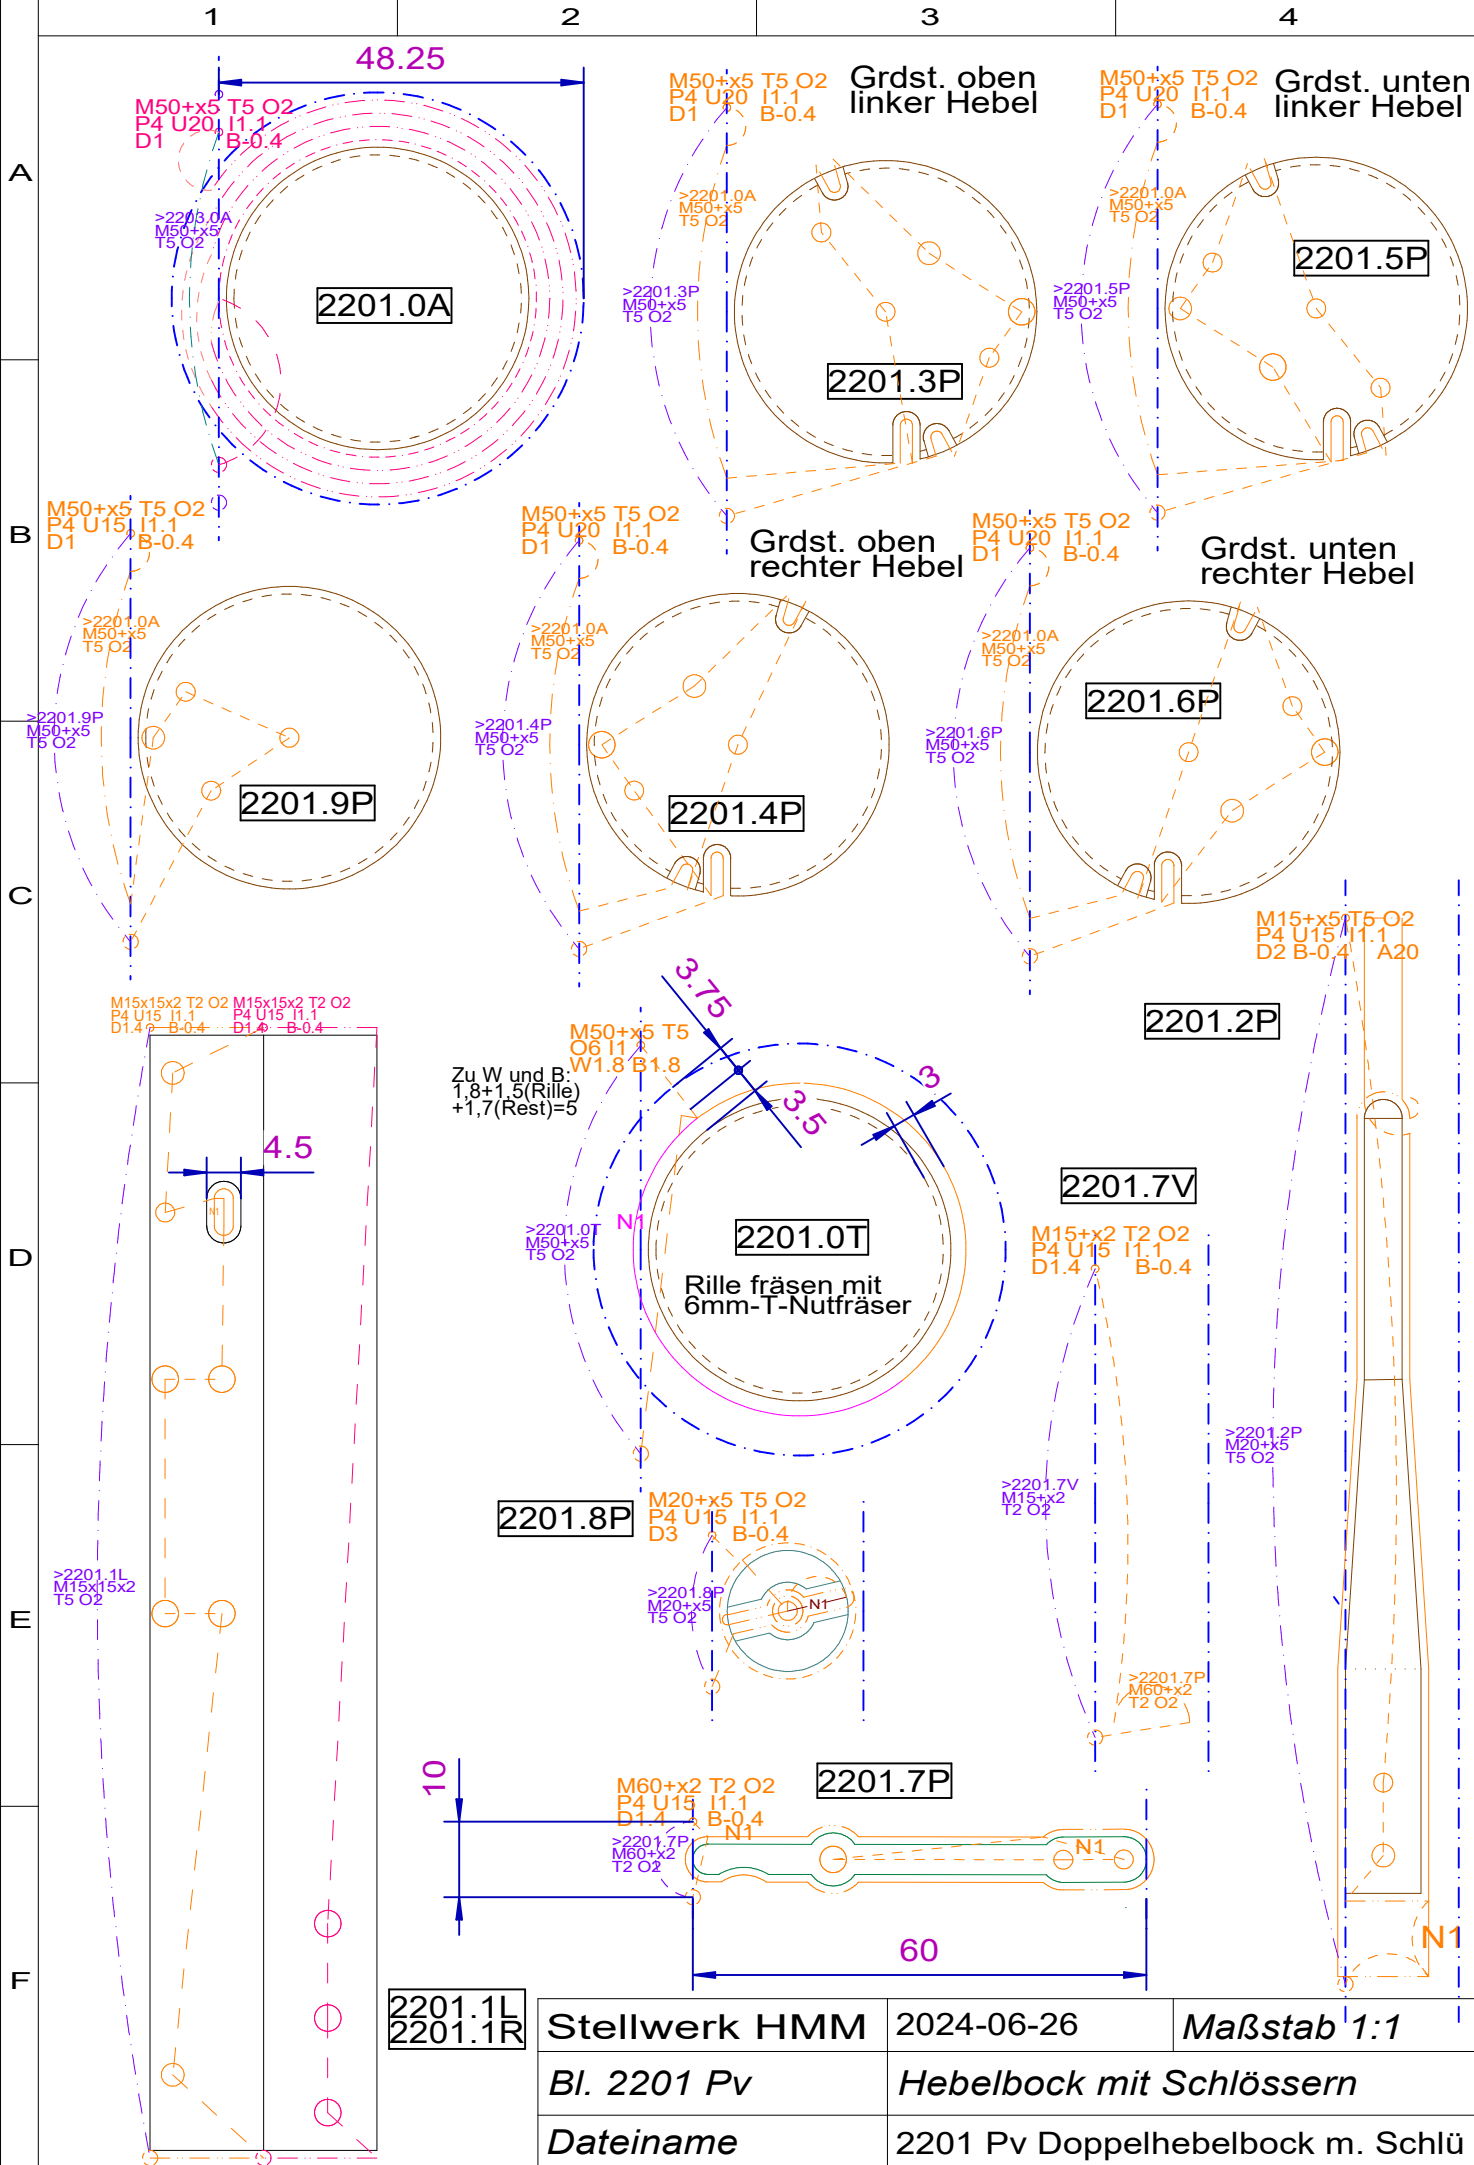 1 2 3 4
A
B
C
D
E
F
48.25
M50+x5 T5 O2
P4 U20 I1.1
D1 B-0.4
>2203.0A
M50+x5
T5 O2
2201.0A
M50+x5 T5 O2
P4 U20 I1.1
D1 B-0.4
Grdst. oben
linker Hebel
>2201.0A
M50+x5
T5 O2
>2201.3P
M50+x5
T5 O2
2201.3P
M50+x5 T5 O2
P4 U20 I1.1
D1 B-0.4
Grdst. unten
linker Hebel
>2201.0A
M50+x5
T5 O2
>2201.5P
M50+x5
T5 O2
2201.5P
M50+x5 T5 O2
P4 U15 I1.1
D1 B-0.4
>2201.0A
M50+x5
T5 O2
>2201.9P
M50+x5
T5 O2
2201.9P
M50+x5 T5 O2
P4 U20 I1.1
D1 B-0.4
Grdst. oben
rechter Hebel
>2201.0A
M50+x5
T5 O2
>2201.4P
M50+x5
T5 O2
2201.4P
M50+x5 T5 O2
P4 U20 I1.1
D1 B-0.4
Grdst. unten
rechter Hebel
>2201.0A
M50+x5
T5 O2
>2201.6P
M50+x5
T5 O2
2201.6P
M15x15x2 T2 O2
P4 U15 I1.1
D1.4 B-0.4
M15x15x2 T2 O2
P4 U15 I1.1
D1.4 B-0.4
4.5
N1
>2201.1L
M15x15x2
T5 O2
2201.1L
2201.1R
M50+x5 T5
O6 I1
W1.8 B1.8
Zu W und B:
1,8+1,5(Rille)
+1,7(Rest)=5
3.75
3.5
3
N1
>2201.0T
M50+x5
T5 O2
2201.0T
Rille fräsen mit
6mm-T-Nutfräser
M15+x5 T5 O2
P4 U15 I1.1
D2 B-0.4 A20
2201.2P
>2201.2P
M20+x5
T5 O2
N1
2201.7V
M15+x2 T2 O2
P4 U15 I1.1
D1.4 B-0.4
>2201.7V
M15+x2
T2 O2
>2201.7P
M60+x2
T2 O2
2201.8P
M20+x5 T5 O2
P4 U15 I1.1
D3 B-0.4
>2201.8P
M20+x5
T5 O2
N1
2201.7P
10
M60+x2 T2 O2
P4 U15 I1.1
D1.4 B-0.4
N1
>2201.7P
M60+x2
T2 O2
N1
60
Stellwerk HMM 2024-06-26 Maßstab 1:1
Bl. 2201 Pv Hebelbock mit Schlössern
Dateiname 2201 Pv Doppelhebelbock m. Schlü